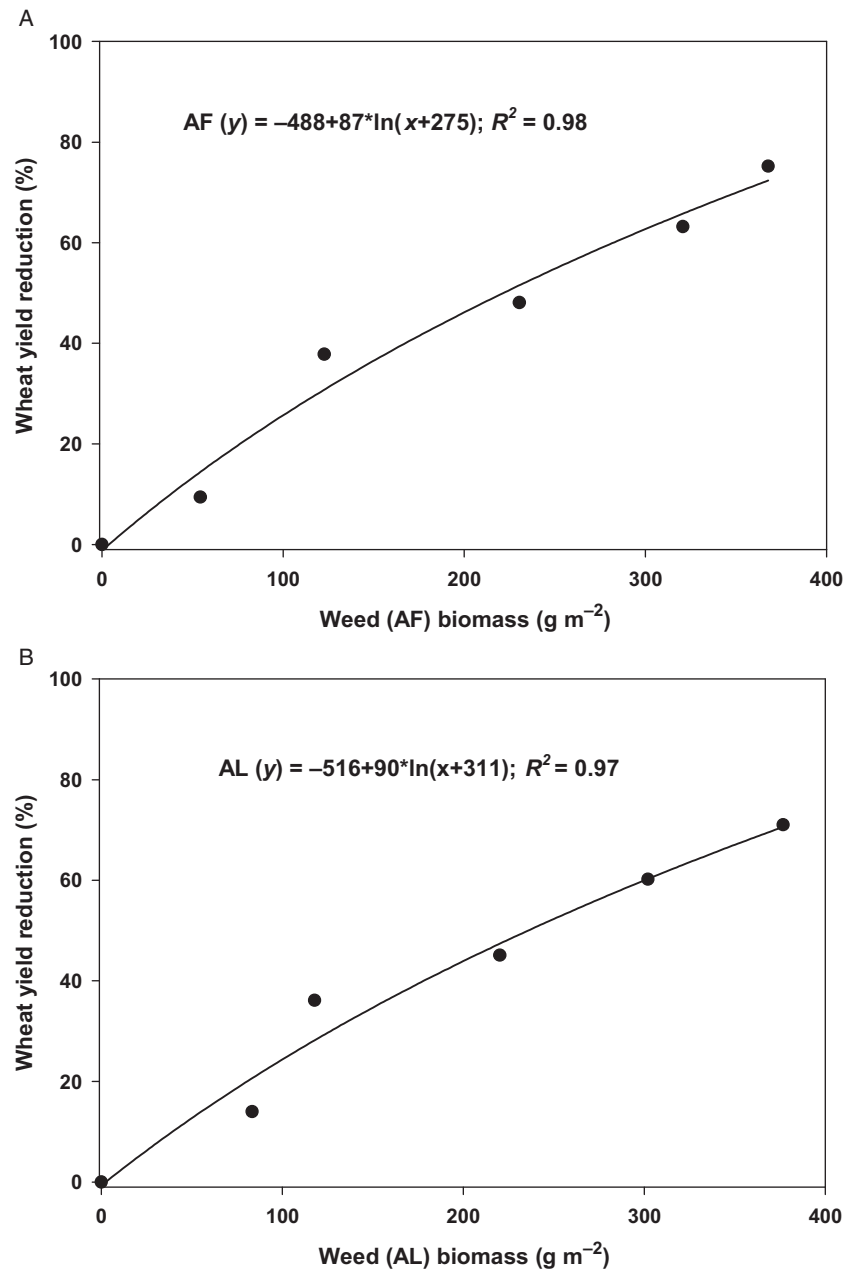 A
100
80
60
40
20
0
Wheat yield reduction (%)
AF (y) = –488+87*ln(x+275); R² = 0.98
0 100 200 300 400
Weed (AF) biomass (g m⁻²)
B
100
80
60
40
20
0
Wheat yield reduction (%)
AL (y) = –516+90*ln(x+311); R² = 0.97
0 100 200 300 400
Weed (AL) biomass (g m⁻²)